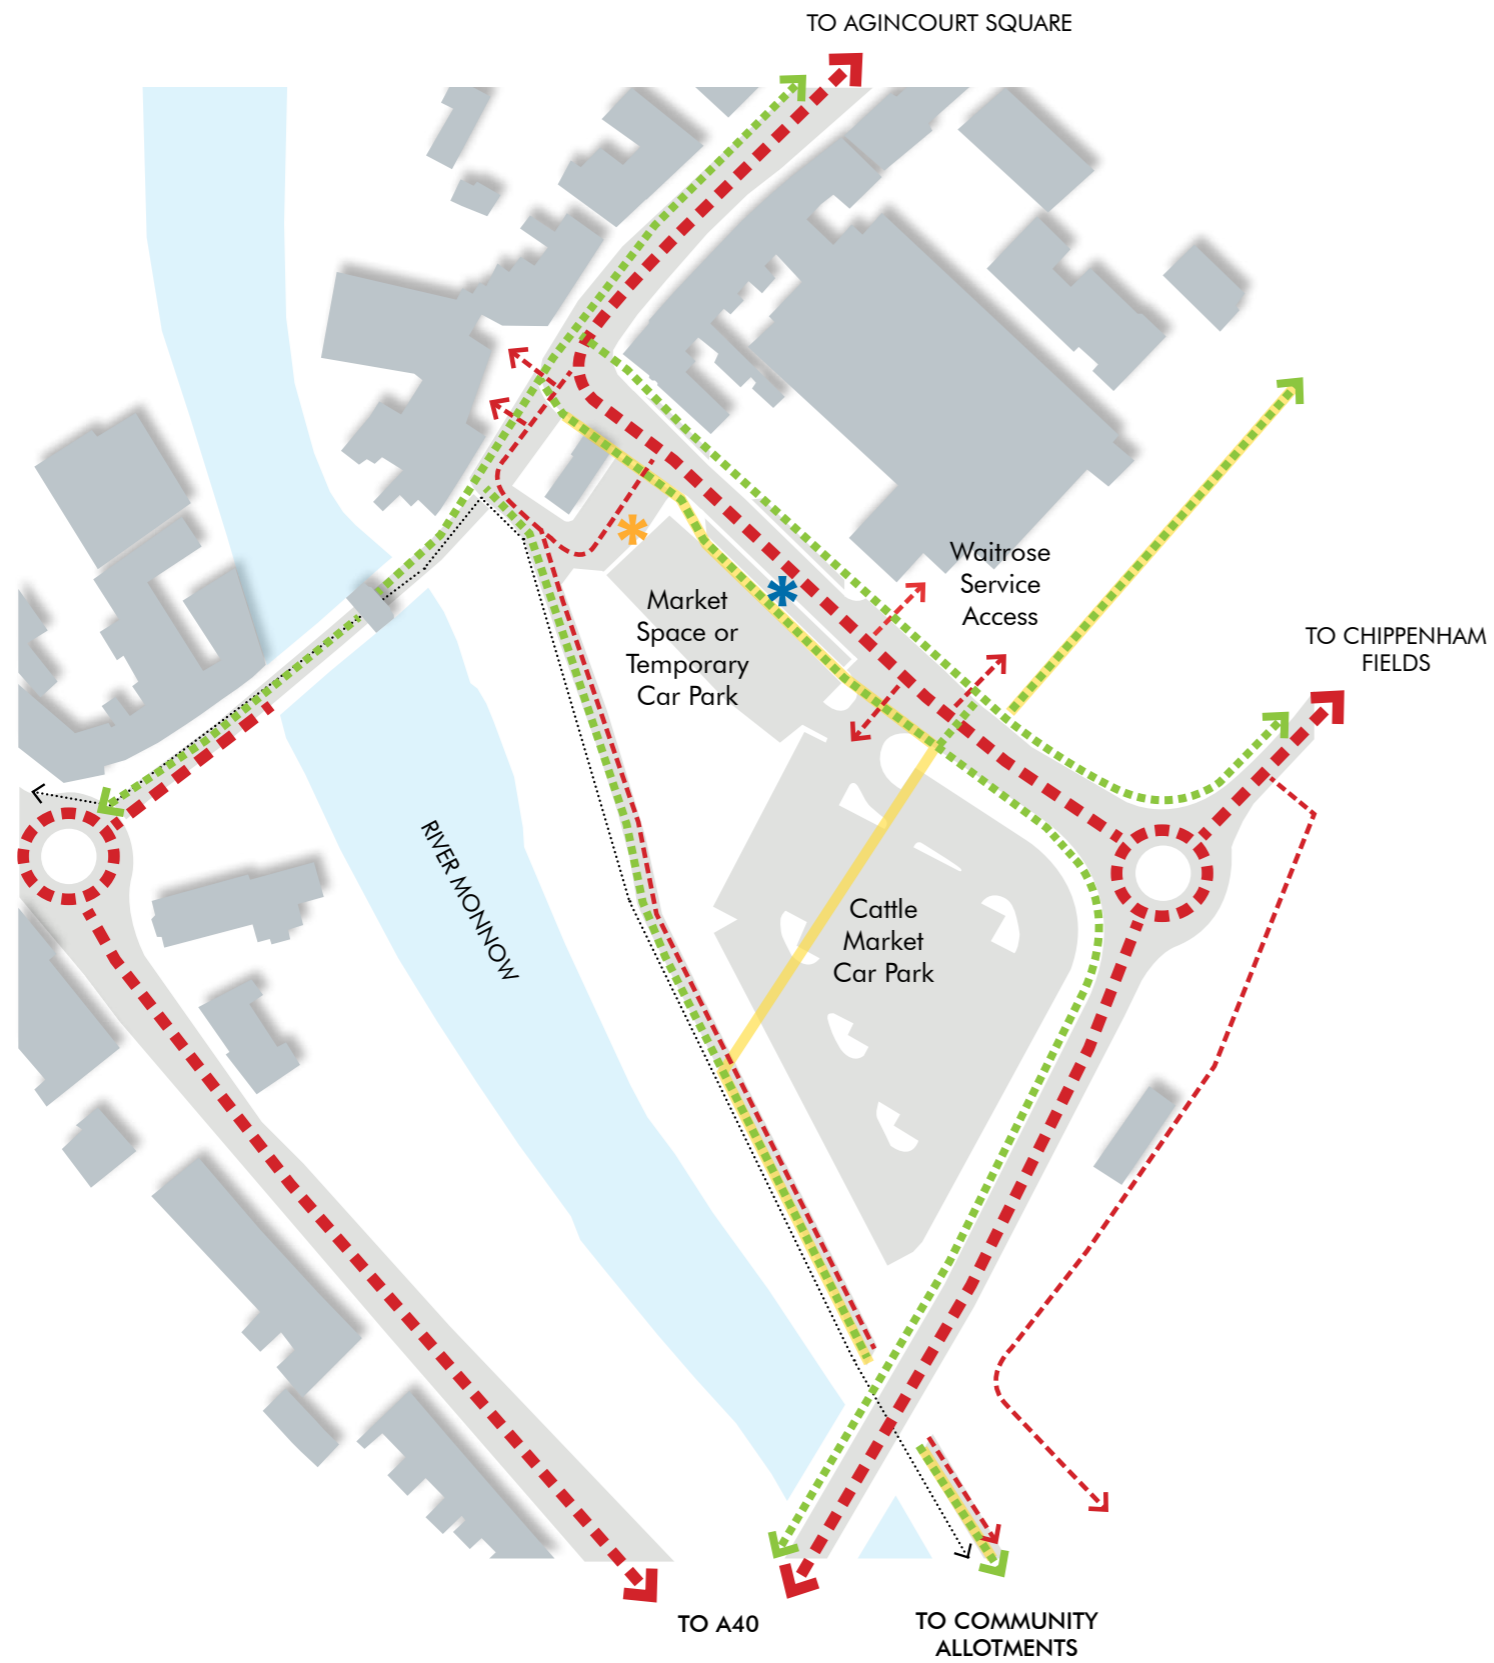 TO AGINCOURT SQUARE
Waitrose
Service
Access
Market
Space or
Temporary
Car Park
TO CHIPPENHAM
FIELDS
RIVER MONNOW
Cattle
Market
Car Park
TO A40
TO COMMUNITY
ALLOTMENTS